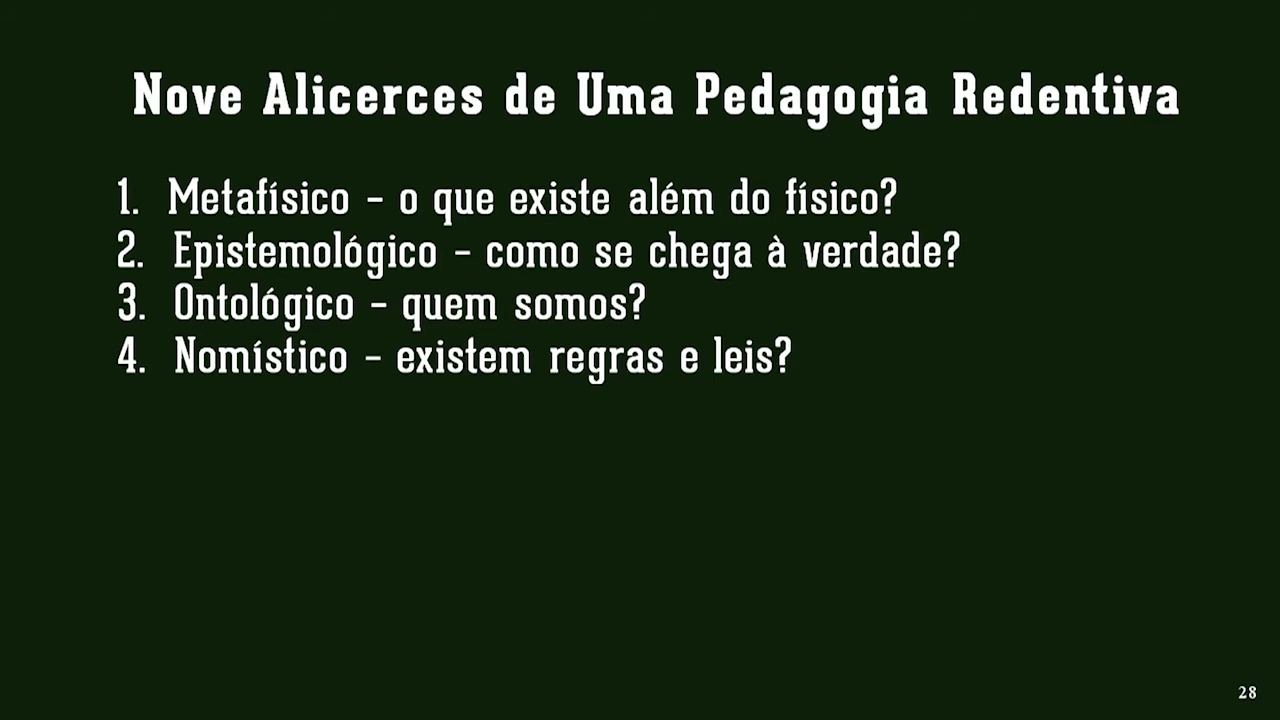 Nove Alicerces de Uma Pedagogia Redentiva
1. Metafísico - o que existe além do físico?
2. Epistemológico - como se chega à verdade?
3. Ontológico - quem somos?
4. Nomístico - existem regras e leis?
28